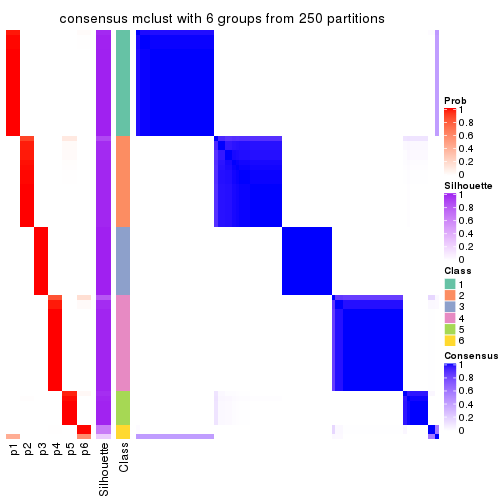 consensus mclust with 6 groups from 250 partitions
Prob
1
0.8
0.6
0.4
0.2
0
Silhouette
1
0.8
0.6
0.4
0.2
0
Class
1
2
3
4
5
6
Consensus
1
0.8
0.6
0.4
0.2
0
p1
p2
p3
p4
p5
p6
Silhouette
Class